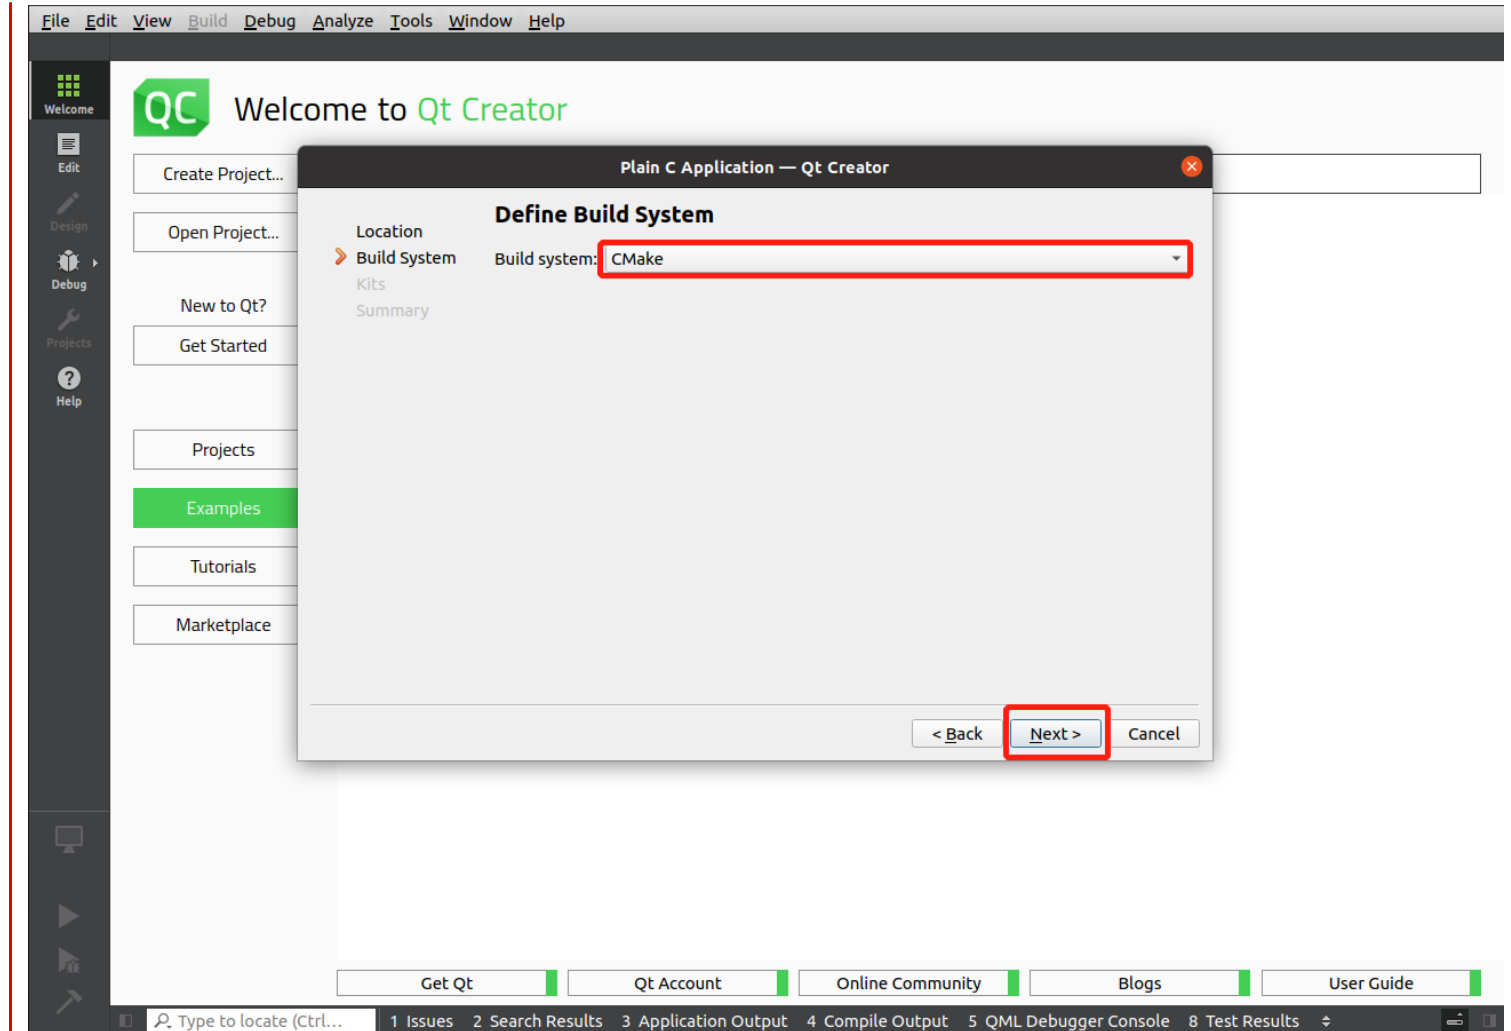 File Edit View Build Debug Analyze Tools Window Help
Welcome
QC
Welcome to Qt Creator
Edit
Create Project...
Plain C Application — Qt Creator
Design
Open Project...
Location
Define Build System
Build System
Build system: CMake
Kits
Summary
Debug
New to Qt?
Projects
Get Started
Help
Projects
Examples
Tutorials
Marketplace
< Back
Next >
Cancel
Get Qt
Qt Account
Online Community
Blogs
User Guide
Type to locate (Ctrl...
1 Issues 2 Search Results 3 Application Output 4 Compile Output 5 QML Debugger Console 8 Test Results